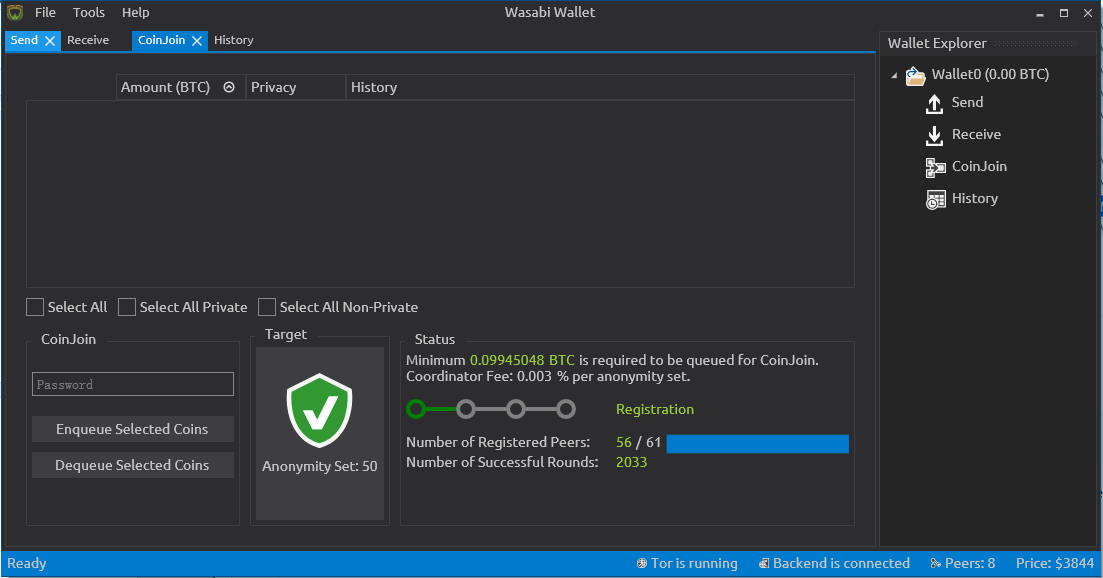 File Tools Help
Wasabi Wallet
Send Receive CoinJoin History
Wallet Explorer
Amount (BTC) Privacy History
Wallet0 (0.00 BTC)
Send
Receive
CoinJoin
History
Select All Select All Private Select All Non-Private
CoinJoin
Password
Enqueue Selected Coins
Dequeue Selected Coins
Target
Anonymity Set: 50
Status
Minimum 0.09945048 BTC is required to be queued for CoinJoin.
Coordinator Fee: 0.003 % per anonymity set.
Registration
Number of Registered Peers: 56 / 61
Number of Successful Rounds: 2033
Ready
Tor is running Backend is connected Peers: 8 Price: $3844